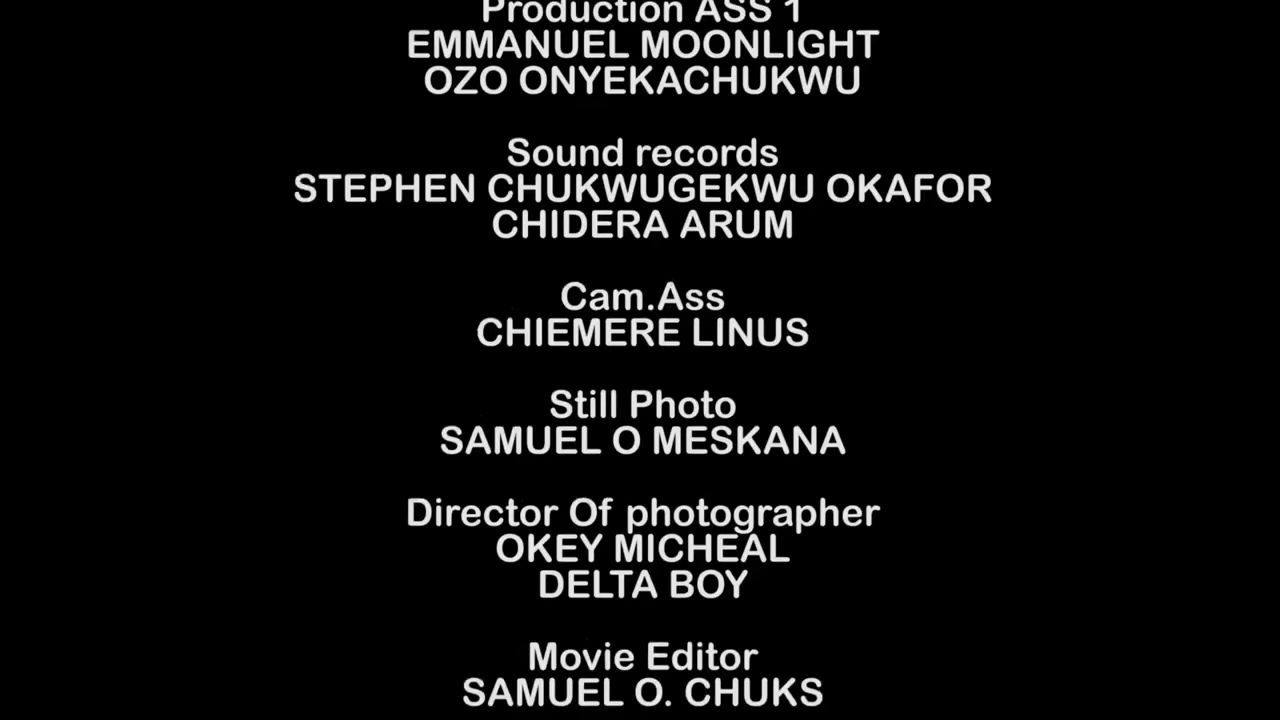 Production ASS 1
EMMANUEL MOONLIGHT
OZO ONYEKACHUKWU
Sound records
STEPHEN CHUKWUGEKWU OKAFOR
CHIDERA ARUM
Cam.Ass
CHIEMERE LINUS
Still Photo
SAMUEL O MESKANA
Director Of photographer
OKEY MICHEAL
DELTA BOY
Movie Editor
SAMUEL O. CHUKS